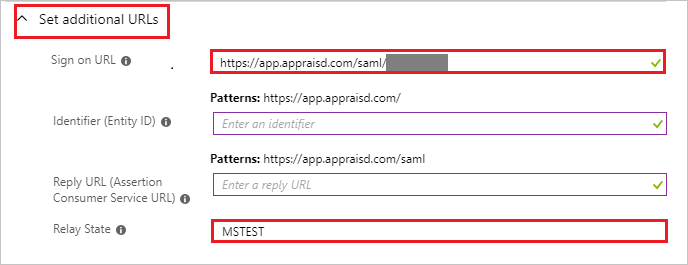 Set additional URLs
Sign on URL
https://app.appraisd.com/saml/
Patterns: https://app.appraisd.com/
Identifier (Entity ID)
Enter an identifier
Patterns: https://app.appraisd.com/saml
Reply URL (Assertion
Consumer Service URL)
Enter a reply URL
Relay State
MSTEST